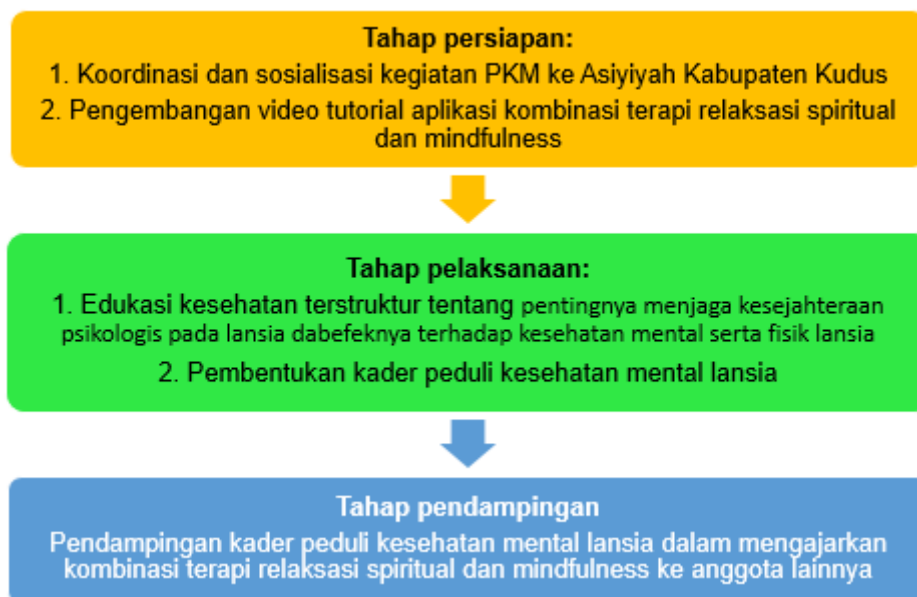 Tahap persiapan:
1. Koordinasi dan sosialisasi kegiatan PKM ke Asiyiyah Kabupaten Kudus
2. Pengembangan video tutorial aplikasi kombinasi terapi relaksasi spiritual
dan mindfulness
Tahap pelaksanaan:
1. Edukasi kesehatan terstruktur tentang pentingnya menjaga kesejahteraan
psikologis pada lansia dabefeknya terhadap kesehatan mental serta fisik lansia
2. Pembentukan kader peduli kesehatan mental lansia
Tahap pendampingan
Pendampingan kader peduli kesehatan mental lansia dalam mengajarkan
kombinasi terapi relaksasi spiritual dan mindfulness ke anggota lainnya